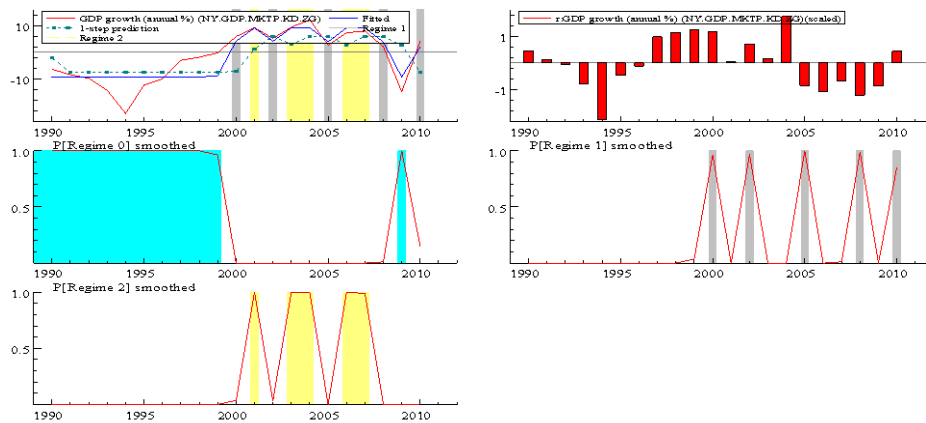 GDP growth (annual %) (NY.GDP.MKTP.KD.ZG) Fitted
1-step prediction Regime 1
Regime 2
10
-10
1990 1995 2000 2005 2010
r:GDP growth (annual %) (NY.GDP.MKTP.KD.ZG) (scaled)
1
-1
1990 1995 2000 2005 2010
P[Regime 0] smoothed
1.0
0.5
1990 1995 2000 2005 2010
P[Regime 1] smoothed
1.0
0.5
1990 1995 2000 2005 2010
P[Regime 2] smoothed
1.0
0.5
1990 1995 2000 2005 2010